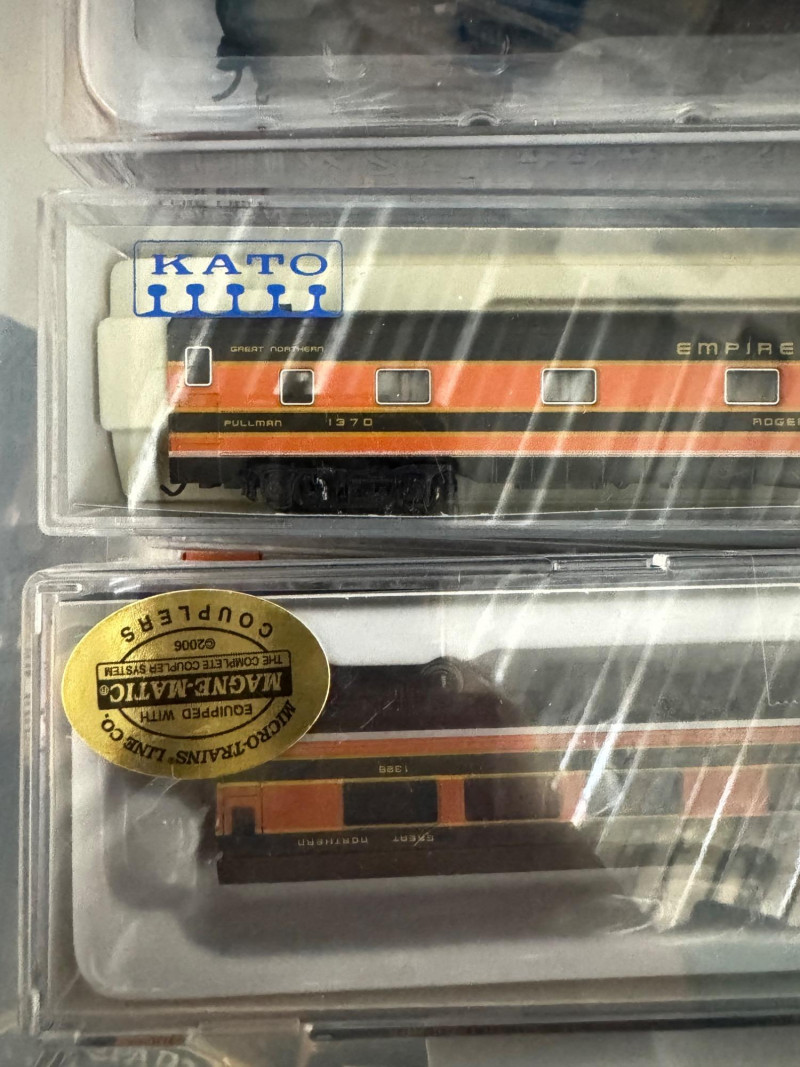 KATO
GREAT NORTHERN
EMPIRE
PULLMAN 1370
MICRO-TRAINS® LINE CO.
EQUIPPED WITH
MAGNE-MATIC®
THE COMPLETE COUPLER SYSTEM
©2006
COUPLERS
GREAT NORTHERN